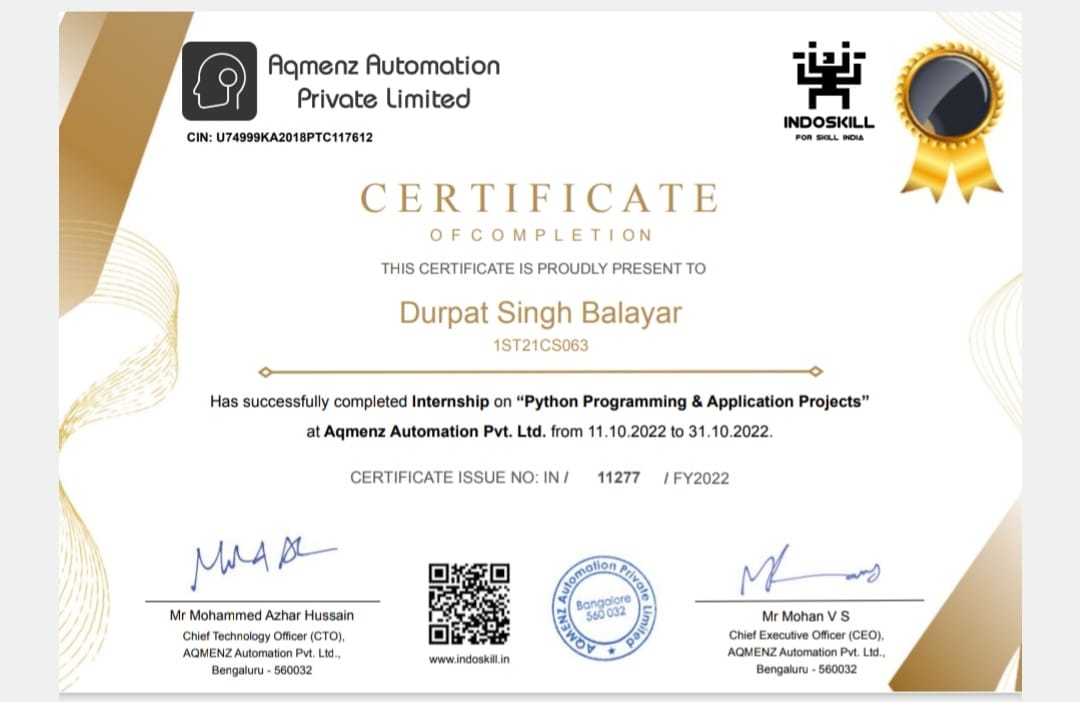 Aqmenz Automation
Private Limited
CIN: U74999KA2018PTC117612
INDOSKILL
FOR SKILL INDIA
CERTIFICATE
OF COMPLETION
THIS CERTIFICATE IS PROUDLY PRESENT TO
Durpat Singh Balayar
1ST21CS063
Has successfully completed Internship on “Python Programming & Application Projects”
at Aqmenz Automation Pvt. Ltd. from 11.10.2022 to 31.10.2022.
CERTIFICATE ISSUE NO: IN / 11277 / FY2022
Mr Mohammed Azhar Hussain
Chief Technology Officer (CTO),
AQMENZ Automation Pvt. Ltd.,
Bengaluru - 560032
www.indoskill.in
AQMENZ Automation Private Limited
Bangalore
560 032
Mr Mohan V S
Chief Executive Officer (CEO),
AQMENZ Automation Pvt. Ltd.,
Bengaluru - 560032